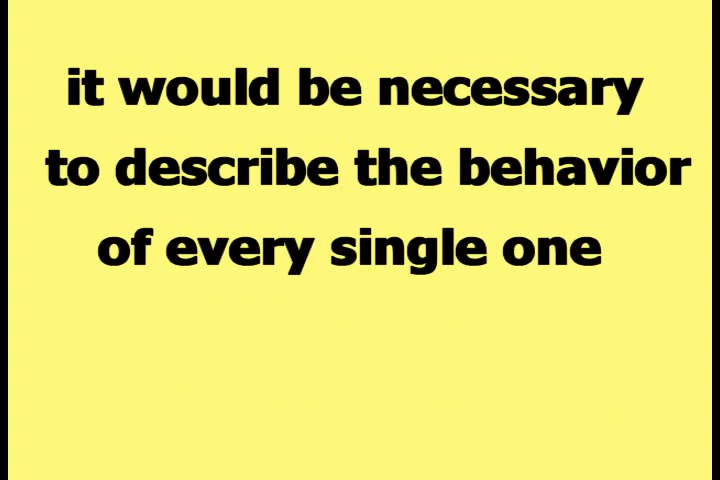 it would be necessary
to describe the behavior
of every single one